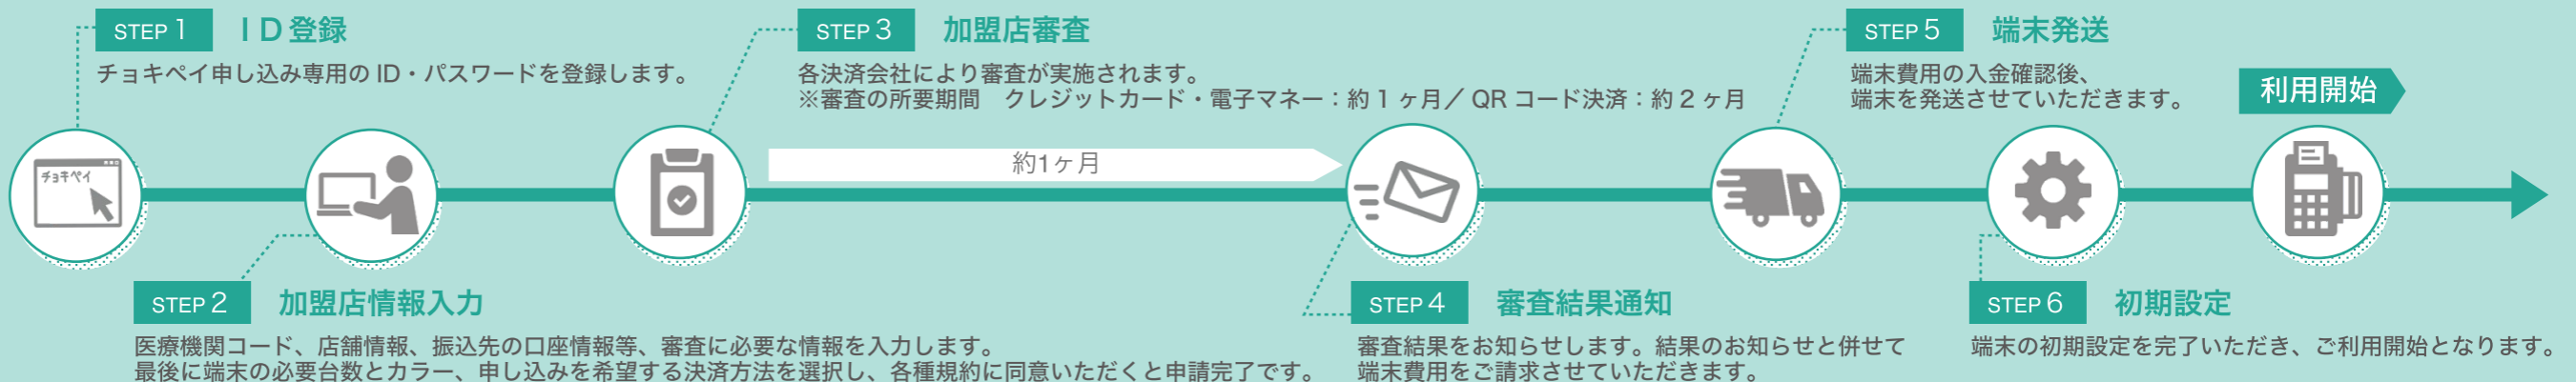 STEP 1 ID登録
チョキペイ申し込み専用の ID・パスワードを登録します。
チョキペイ
STEP 2 加盟店情報入力
医療機関コード、店舗情報、振込先の口座情報等、審査に必要な情報を入力します。
最後に端末の必要台数とカラー、申し込みを希望する決済方法を選択し、各種規約に同意いただくと申請完了です。
STEP 3 加盟店審査
各決済会社により審査が実施されます。
※審査の所要期間 クレジットカード・電子マネー：約 1 ヶ月／ QR コード決済：約 2 ヶ月
約1ヶ月
STEP 4 審査結果通知
審査結果をお知らせします。結果のお知らせと併せて
端末費用をご請求させていただきます。
STEP 5 端末発送
端末費用の入金確認後、
端末を発送させていただきます。
STEP 6 初期設定
端末の初期設定を完了いただき、ご利用開始となります。
利用開始